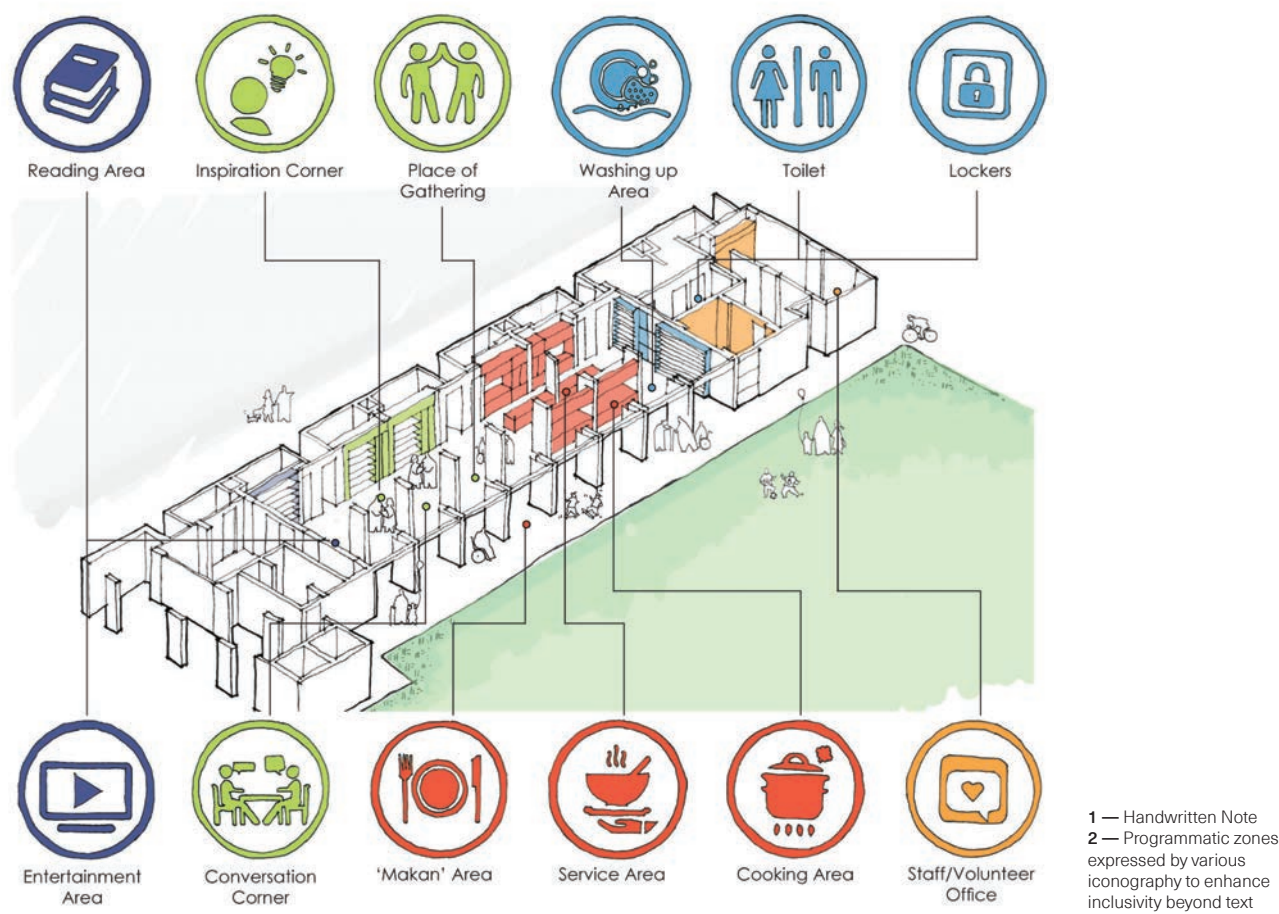 Reading Area
Inspiration Corner
Place of
Gathering
Washing up
Area
Toilet
Lockers
Entertainment
Area
Conversation
Corner
‘Makan’ Area
Service Area
Cooking Area
Staff/Volunteer
Office
1 — Handwritten Note
2 — Programmatic zones
expressed by various
iconography to enhance
inclusivity beyond text